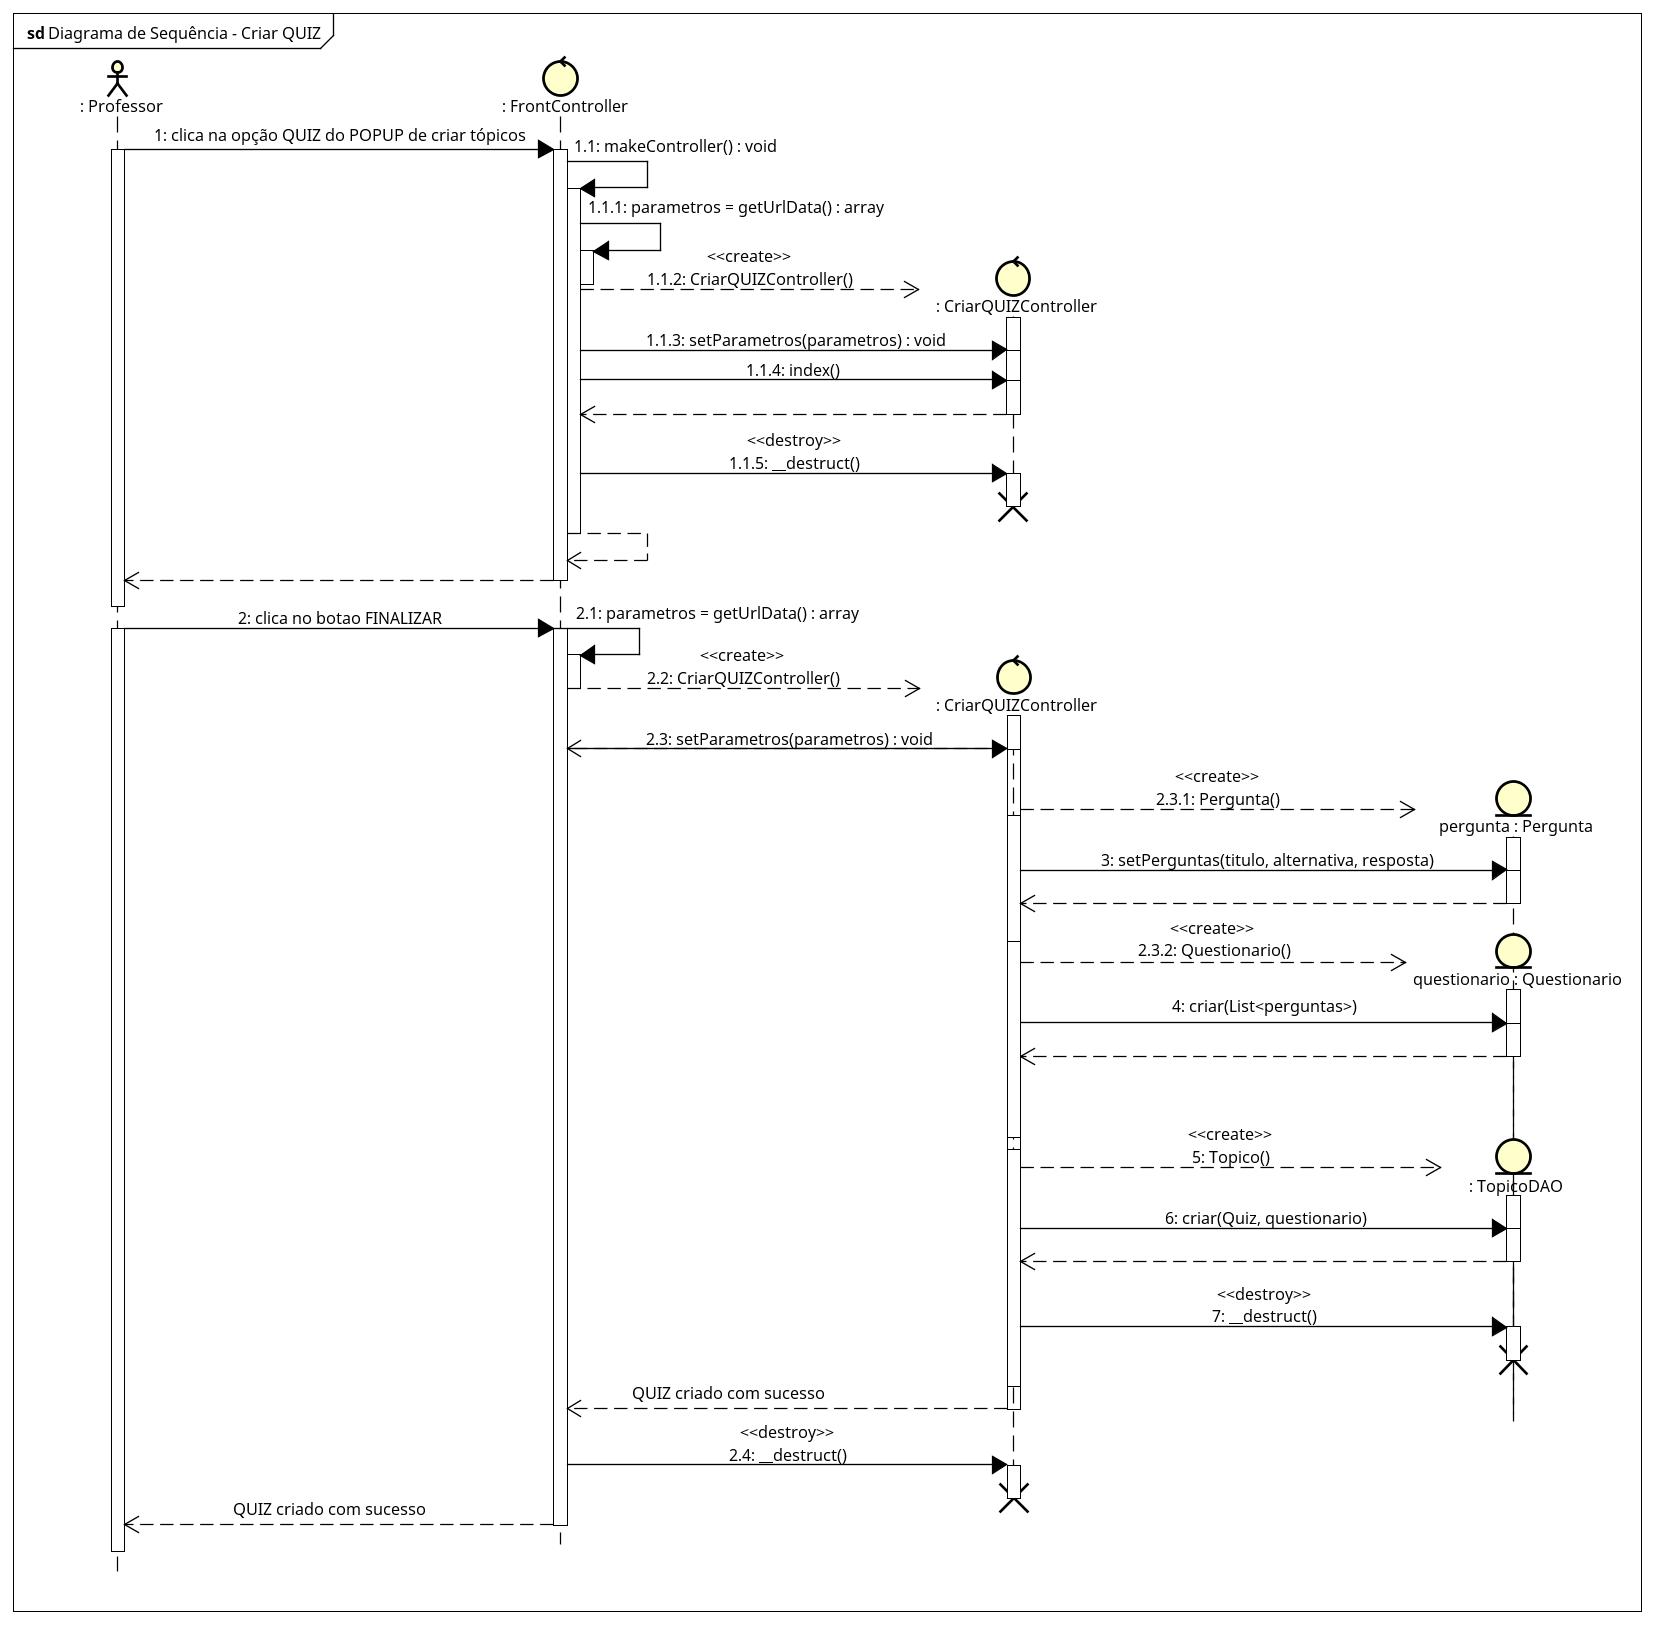 sd Diagrama de Sequência - Criar QUIZ
: Professor
: FrontController
1: clica na opção QUIZ do POPUP de criar tópicos
1.1: makeController() : void
1.1.1: parametros = getUrlData() : array
<<create>>
1.1.2: CriarQUIZController()
: CriarQUIZController
1.1.3: setParametros(parametros) : void
1.1.4: index()
<<destroy>>
1.1.5: __destruct()
2: clica no botao FINALIZAR
2.1: parametros = getUrlData() : array
<<create>>
2.2: CriarQUIZController()
: CriarQUIZController
2.3: setParametros(parametros) : void
<<create>>
2.3.1: Pergunta()
pergunta : Pergunta
3: setPerguntas(titulo, alternativa, resposta)
<<create>>
2.3.2: Questionario()
questionario : Questionario
4: criar(List<perguntas>)
<<create>>
5: Topico()
: TopicoDAO
6: criar(Quiz, questionario)
<<destroy>>
7: __destruct()
QUIZ criado com sucesso
<<destroy>>
2.4: __destruct()
QUIZ criado com sucesso